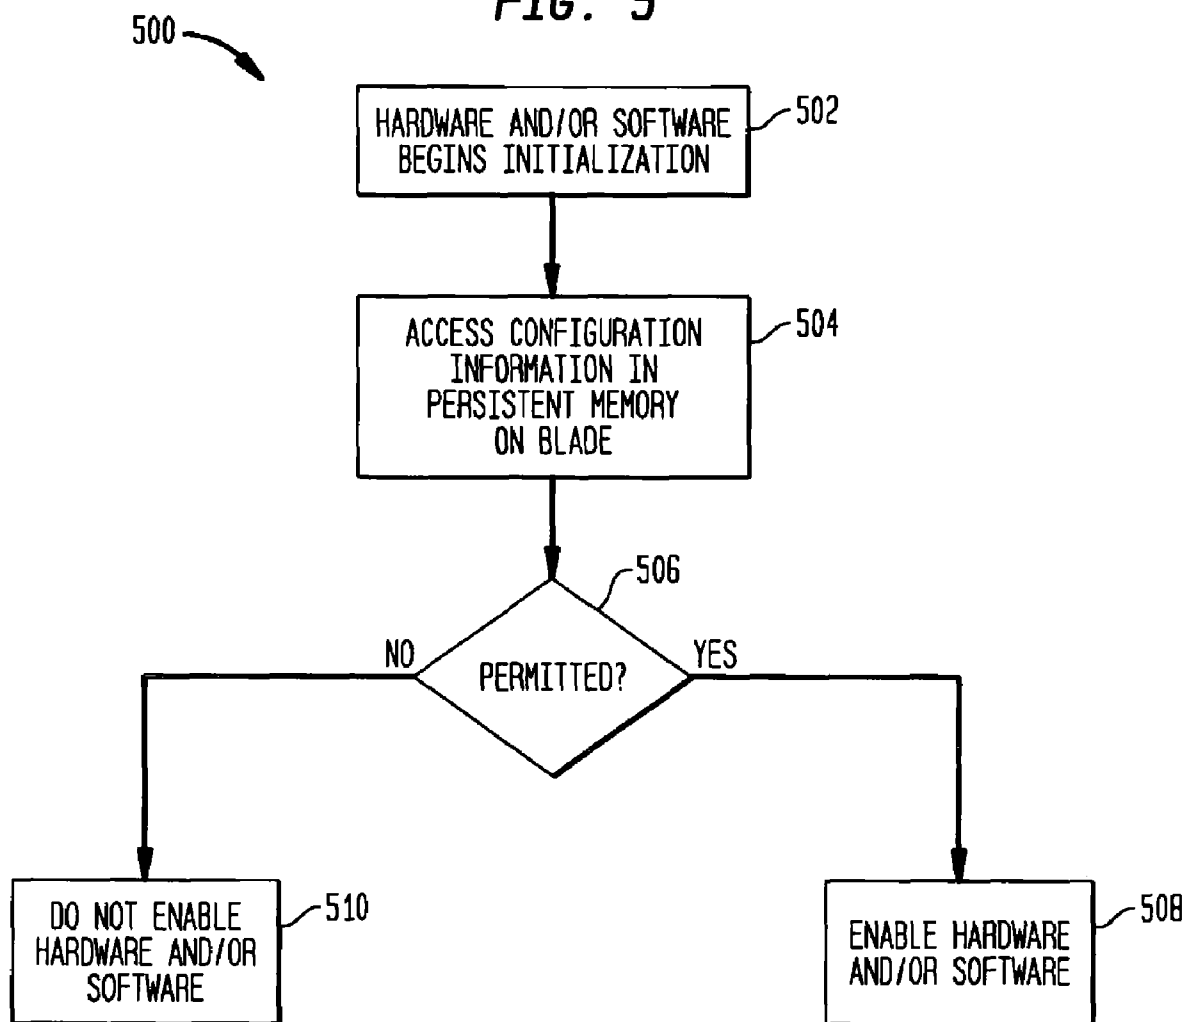 FIG. 5
500
HARDWARE AND/OR SOFTWARE
BEGINS INITIALIZATION
502
ACCESS CONFIGURATION
INFORMATION IN
PERSISTENT MEMORY
ON BLADE
504
506
NO
PERMITTED?
YES
DO NOT ENABLE
HARDWARE AND/OR
SOFTWARE
510
ENABLE HARDWARE
AND/OR SOFTWARE
508